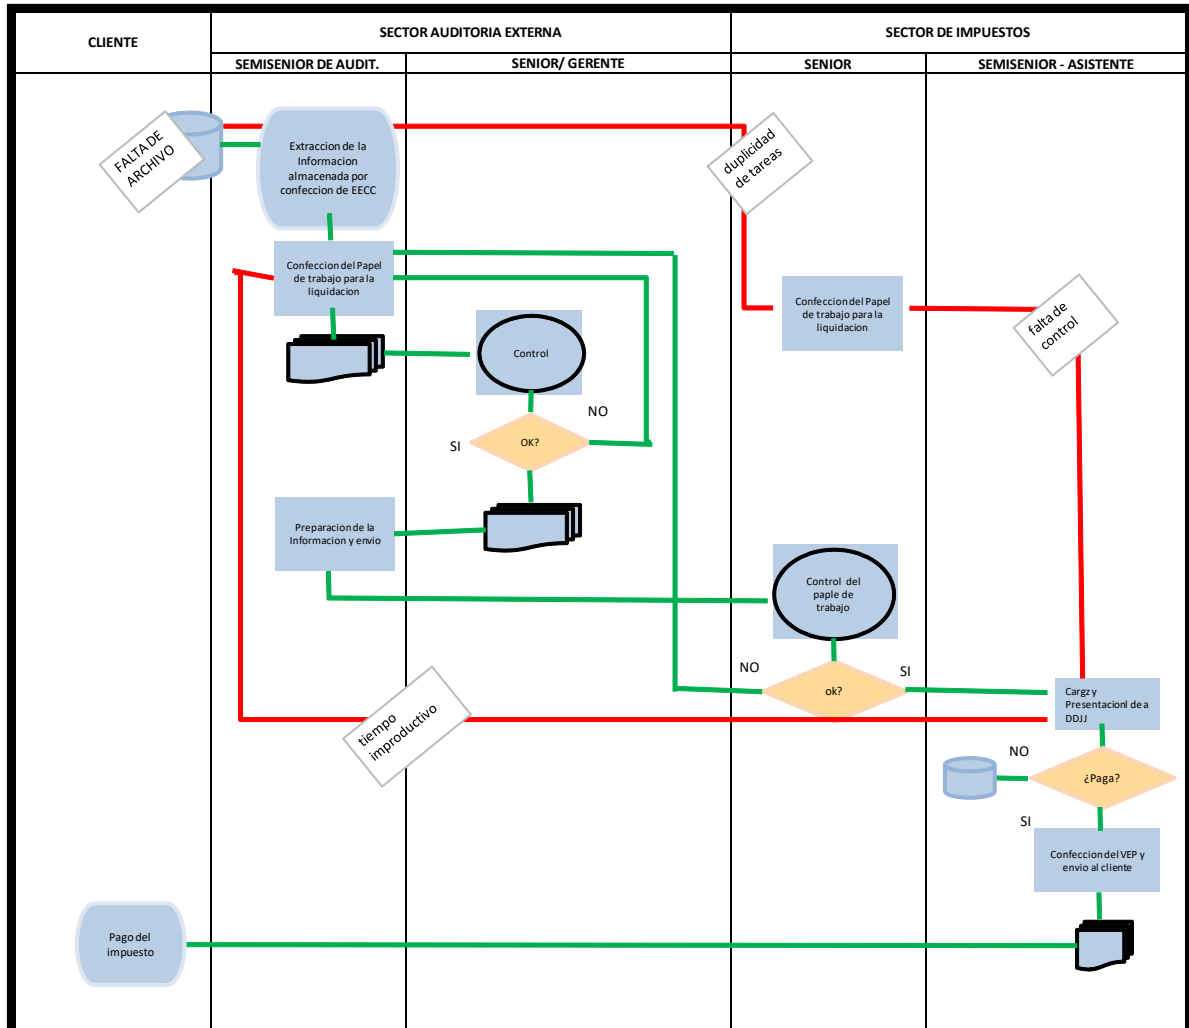 CLIENTE
SECTOR AUDITORIA EXTERNA
SECTOR DE IMPUESTOS
SEMISENIOR DE AUDIT.
SENIOR/ GERENTE
SENIOR
SEMISENIOR - ASISTENTE
FALTA DE
ARCHIVO
Extraccion de la
Informacion
almacenada por
confeccion de EECC
duplicidad
de tareas
Confeccion del Papel
de trabajo para la
liquidacion
Confeccion del Papel
de trabajo para la
liquidacion
falta de
control
Control
NO
SI
OK?
Preparacion de la
Informacion y envio
Control del
paple de
trabajo
NO
SI
ok?
Cargz y
Presentacionl de a
DDJJ
tiempo
improductivo
NO
¿Paga?
SI
Confeccion del VEP y
envio al cliente
Pago del
impuesto